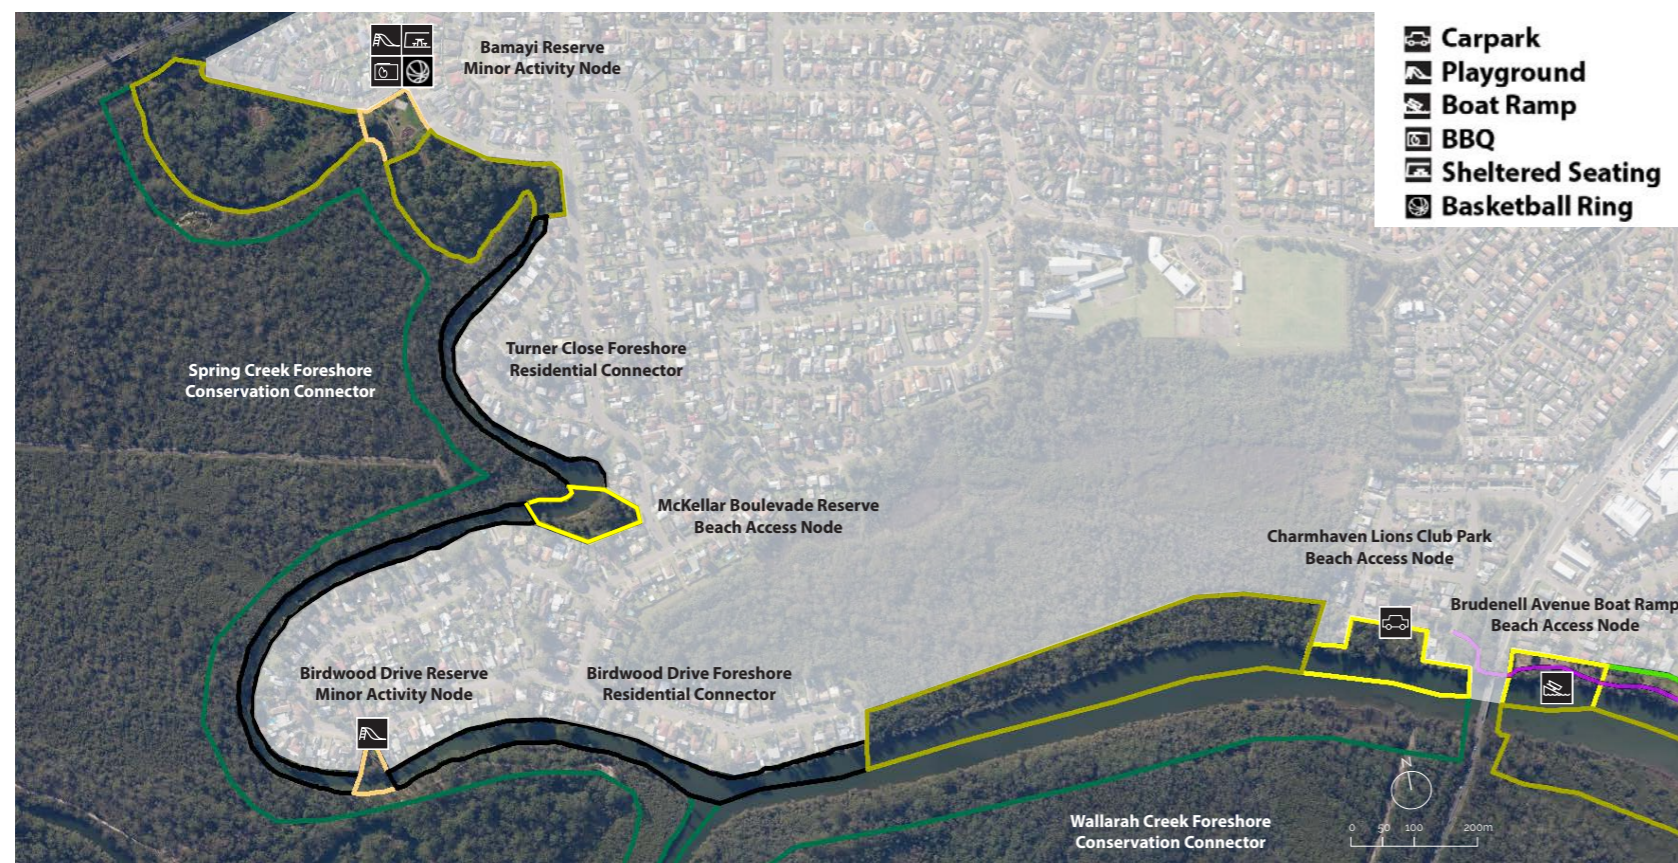 Bamayi Reserve
Minor Activity Node
Carpark
Playground
Boat Ramp
BBQ
Sheltered Seating
Basketball Ring
Turner Close Foreshore
Residential Connector
Spring Creek Foreshore
Conservation Connector
McKellar Boulevade Reserve
Beach Access Node
Charmhaven Lions Club Park
Beach Access Node
Brudenell Avenue Boat Ramp
Beach Access Node
Birdwood Drive Reserve
Minor Activity Node
Birdwood Drive Foreshore
Residential Connector
Wallarah Creek Foreshore
Conservation Connector
N
0 50 100 200m